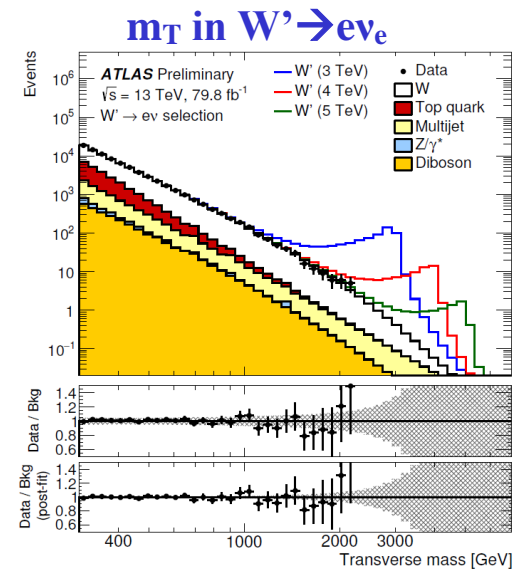 mT in W'→eνe
Events
ATLAS Preliminary
√s = 13 TeV, 79.8 fb⁻¹
W' → eν selection
W' (3 TeV)
W' (4 TeV)
W' (5 TeV)
Data
W
Top quark
Multijet
Z/γ*
Diboson
10⁶
10⁵
10⁴
10³
10²
10
1
10⁻¹
Data / Bkg
1.4
1.2
1
0.8
0.6
Data / Bkg
(post-fit)
1.4
1.2
1
0.8
0.6
400 1000 2000 3000
Transverse mass [GeV]